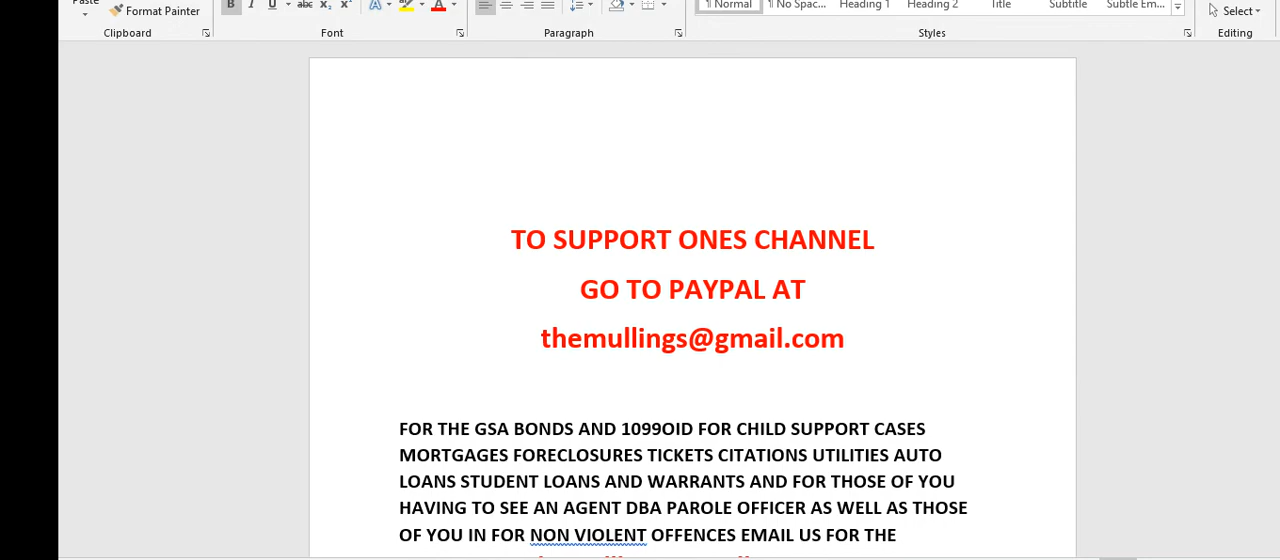 Paste
Format Painter
B I U abc x₂ x² A A
¶ Normal ¶ No Spac... Heading 1 Heading 2 Title Subtitle Subtle Em...
Select
Clipboard Font Paragraph Styles Editing
TO SUPPORT ONES CHANNEL
GO TO PAYPAL AT
themullings@gmail.com
FOR THE GSA BONDS AND 1099OID FOR CHILD SUPPORT CASES
MORTGAGES FORECLOSURES TICKETS CITATIONS UTILITIES AUTO
LOANS STUDENT LOANS AND WARRANTS AND FOR THOSE OF YOU
HAVING TO SEE AN AGENT DBA PAROLE OFFICER AS WELL AS THOSE
OF YOU IN FOR NON VIOLENT OFFENCES EMAIL US FOR THE